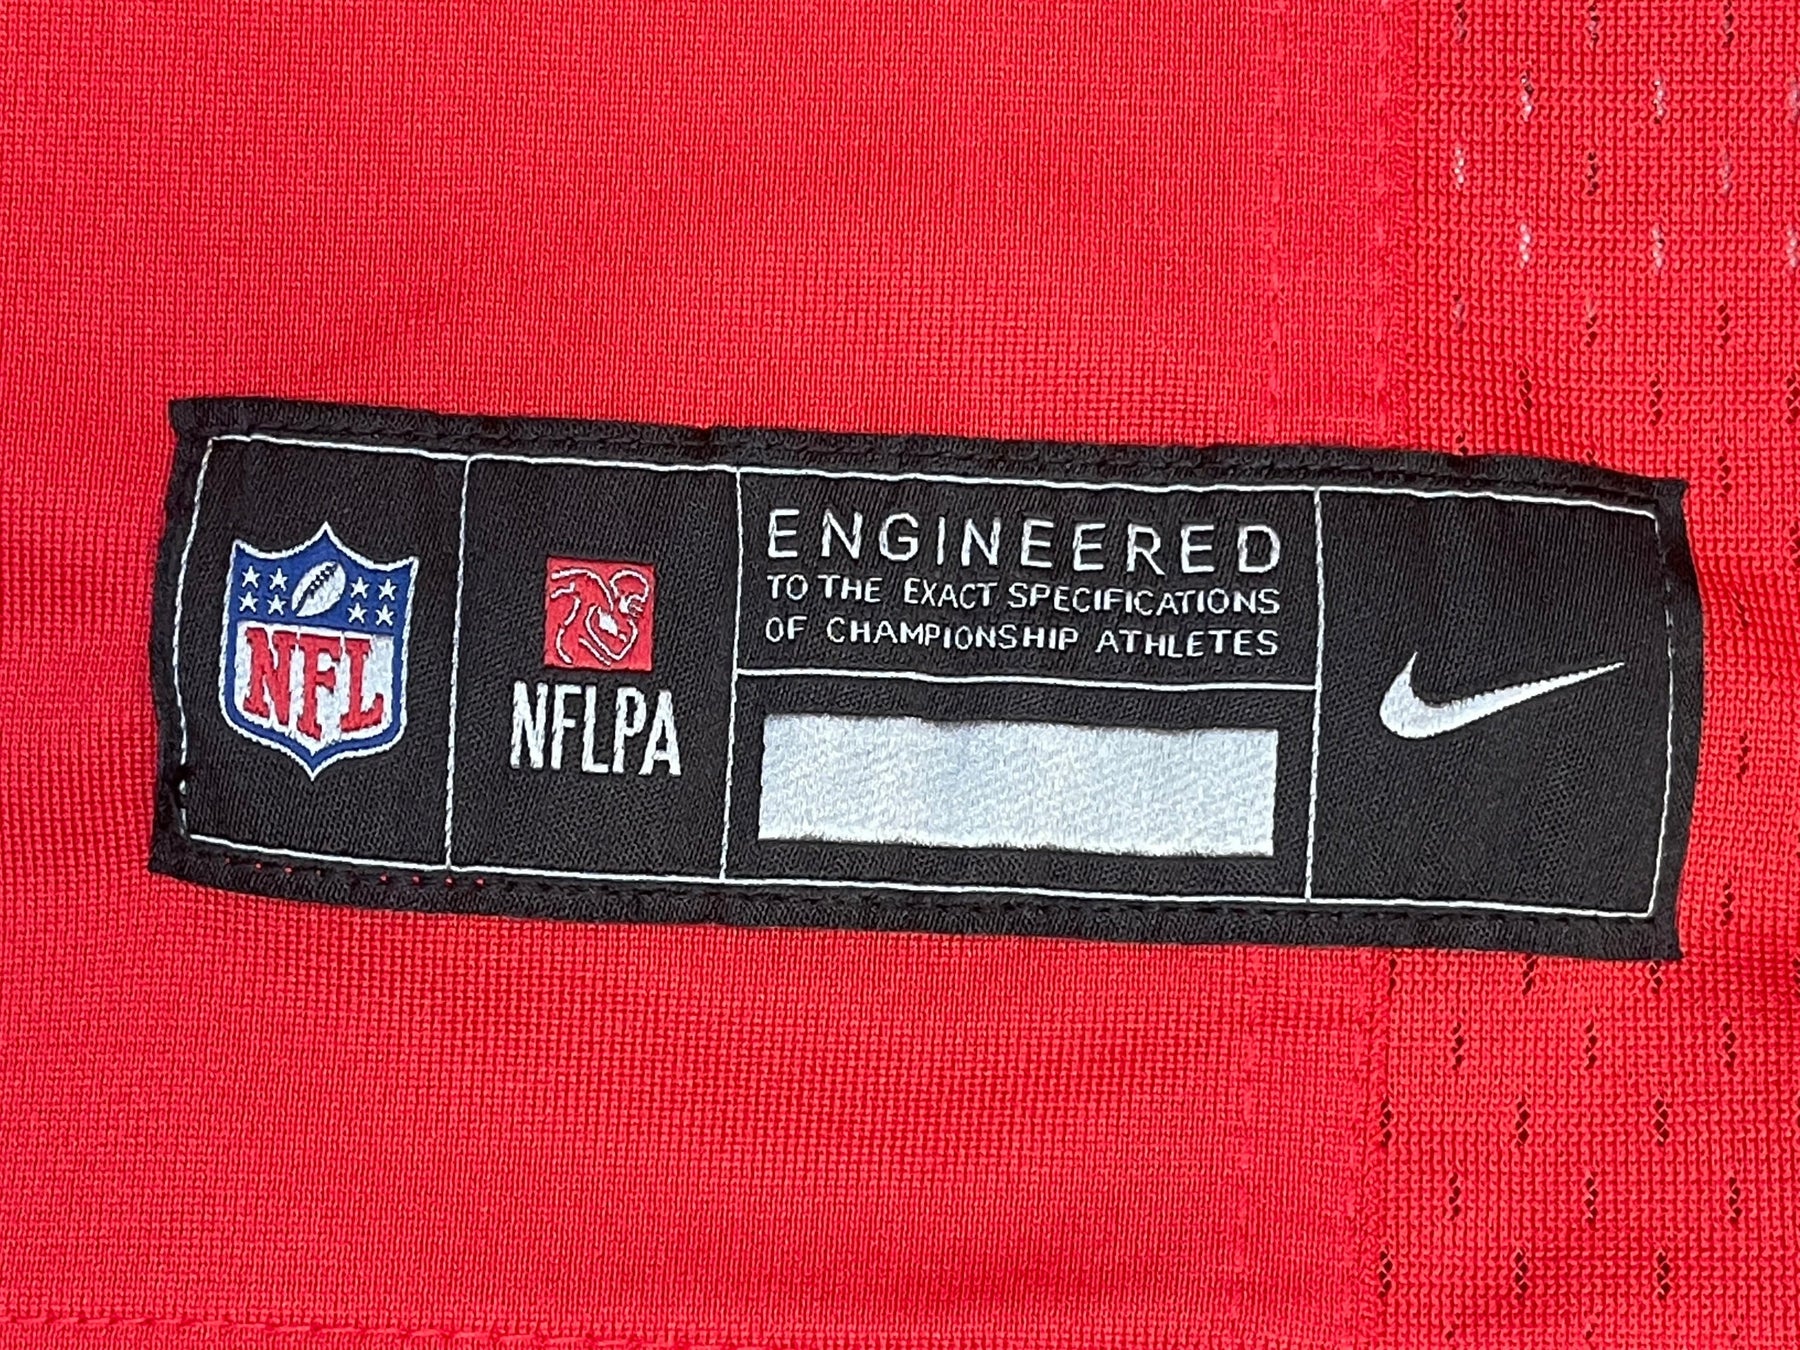 NFL
NFLPA
ENGINEERED
TO THE EXACT SPECIFICATIONS
OF CHAMPIONSHIP ATHLETES